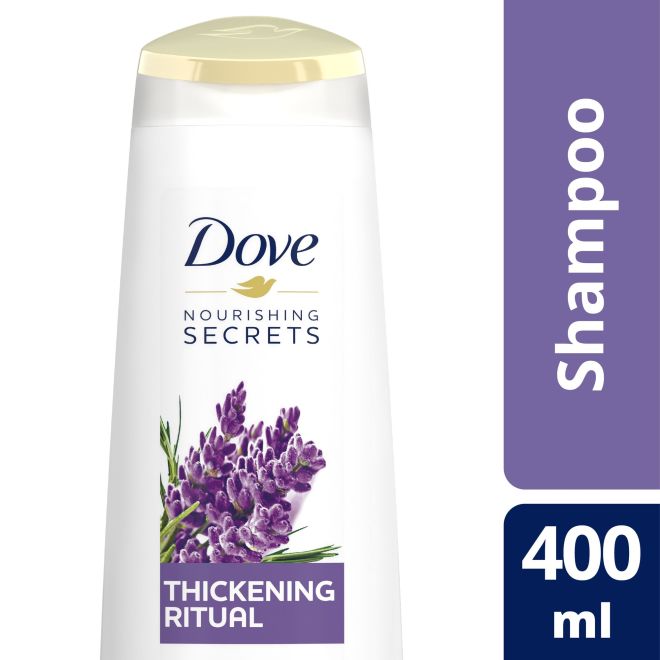 Dove
NOURISHING
SECRETS
THICKENING
RITUAL
Shampoo
400
ml